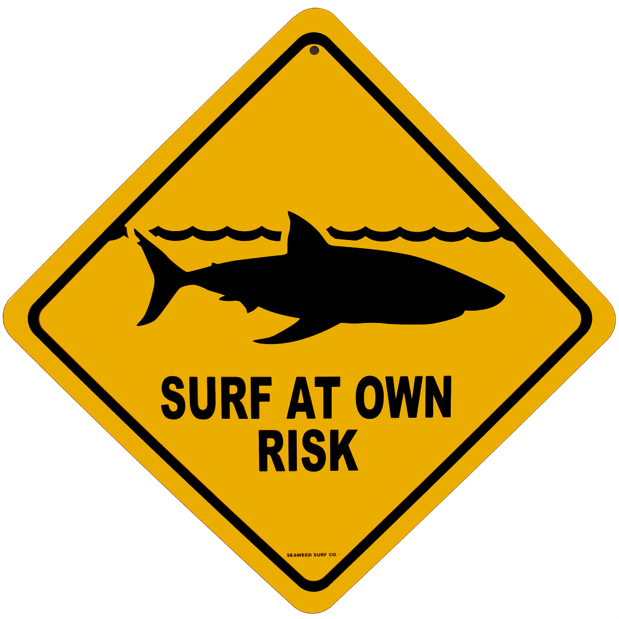 SURF AT OWN
RISK
SEAWEED SURF CO.